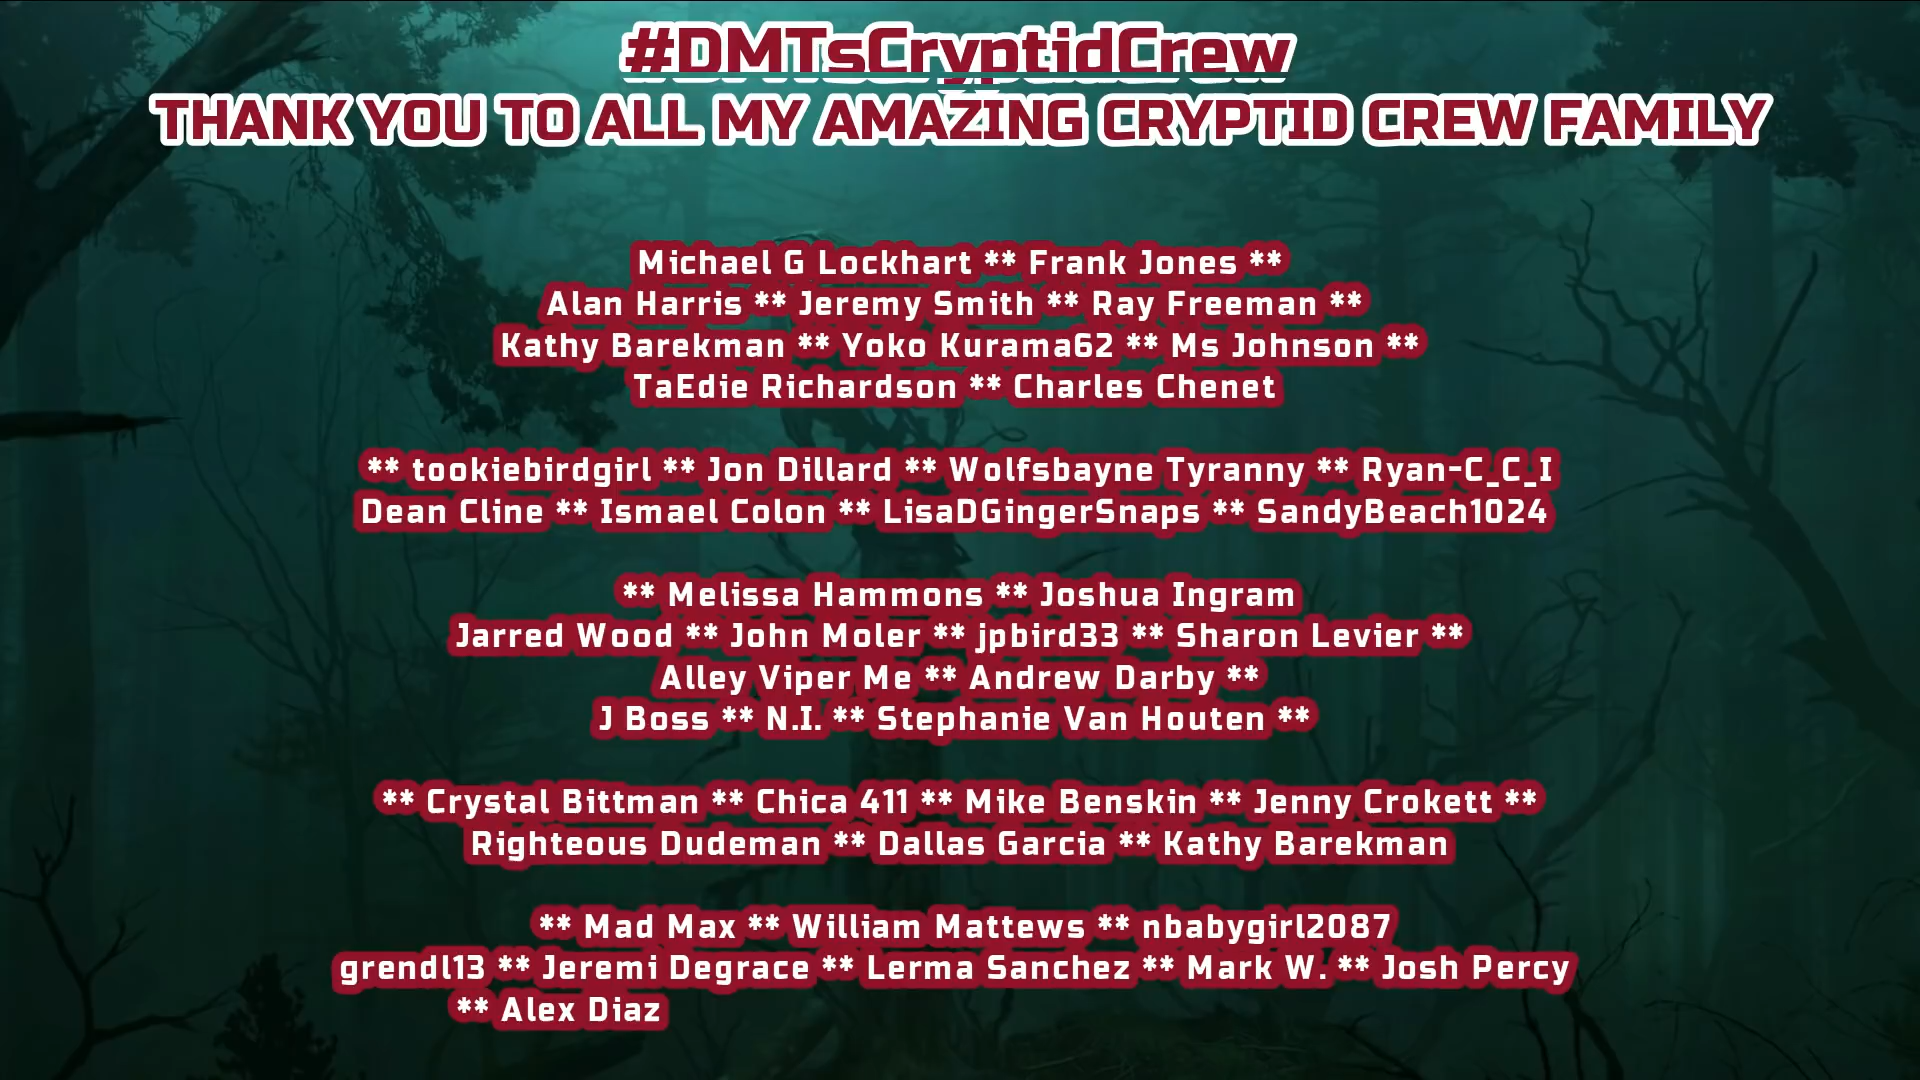 #DMTsCryptidCrew
THANK YOU TO ALL MY AMAZING CRYPTID CREW FAMILY
Michael G Lockhart ** Frank Jones **
Alan Harris ** Jeremy Smith ** Ray Freeman **
Kathy Barekman ** Yoko Kurama62 ** Ms Johnson **
TaEdie Richardson ** Charles Chenet
** tookiebirdgirl ** Jon Dillard ** Wolfsbayne Tyranny ** Ryan-C_C_I
Dean Cline ** Ismael Colon ** LisaDGingerSnaps ** SandyBeach1024
** Melissa Hammons ** Joshua Ingram
Jarred Wood ** John Moler ** jpbird33 ** Sharon Levier **
Alley Viper Me ** Andrew Darby **
J Boss ** N.I. ** Stephanie Van Houten **
** Crystal Bittman ** Chica 411 ** Mike Benskin ** Jenny Crokett **
Righteous Dudeman ** Dallas Garcia ** Kathy Barekman
** Mad Max ** William Mattews ** nbabygirl2087
grendl13 ** Jeremi Degrace ** Lerma Sanchez ** Mark W. ** Josh Percy
** Alex Diaz